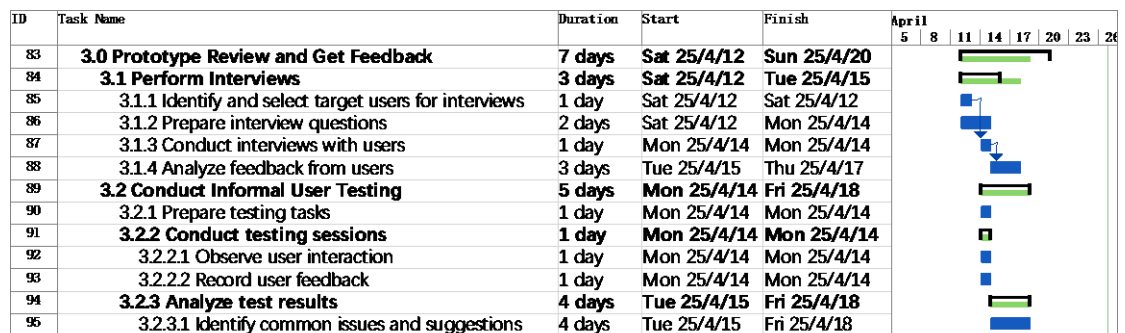 ID Task Name Duration Start Finish April
5 8 11 14 17 20 23 26
83 3.0 Prototype Review and Get Feedback 7 days Sat 25/4/12 Sun 25/4/20
84 3.1 Perform Interviews 3 days Sat 25/4/12 Tue 25/4/15
85 3.1.1 Identify and select target users for interviews 1 day Sat 25/4/12 Sat 25/4/12
86 3.1.2 Prepare interview questions 2 days Sat 25/4/12 Mon 25/4/14
87 3.1.3 Conduct interviews with users 1 day Mon 25/4/14 Mon 25/4/14
88 3.1.4 Analyze feedback from users 3 days Tue 25/4/15 Thu 25/4/17
89 3.2 Conduct Informal User Testing 5 days Mon 25/4/14 Fri 25/4/18
90 3.2.1 Prepare testing tasks 1 day Mon 25/4/14 Mon 25/4/14
91 3.2.2 Conduct testing sessions 1 day Mon 25/4/14 Mon 25/4/14
92 3.2.2.1 Observe user interaction 1 day Mon 25/4/14 Mon 25/4/14
93 3.2.2.2 Record user feedback 1 day Mon 25/4/14 Mon 25/4/14
94 3.2.3 Analyze test results 4 days Tue 25/4/15 Fri 25/4/18
95 3.2.3.1 Identify common issues and suggestions 4 days Tue 25/4/15 Fri 25/4/18